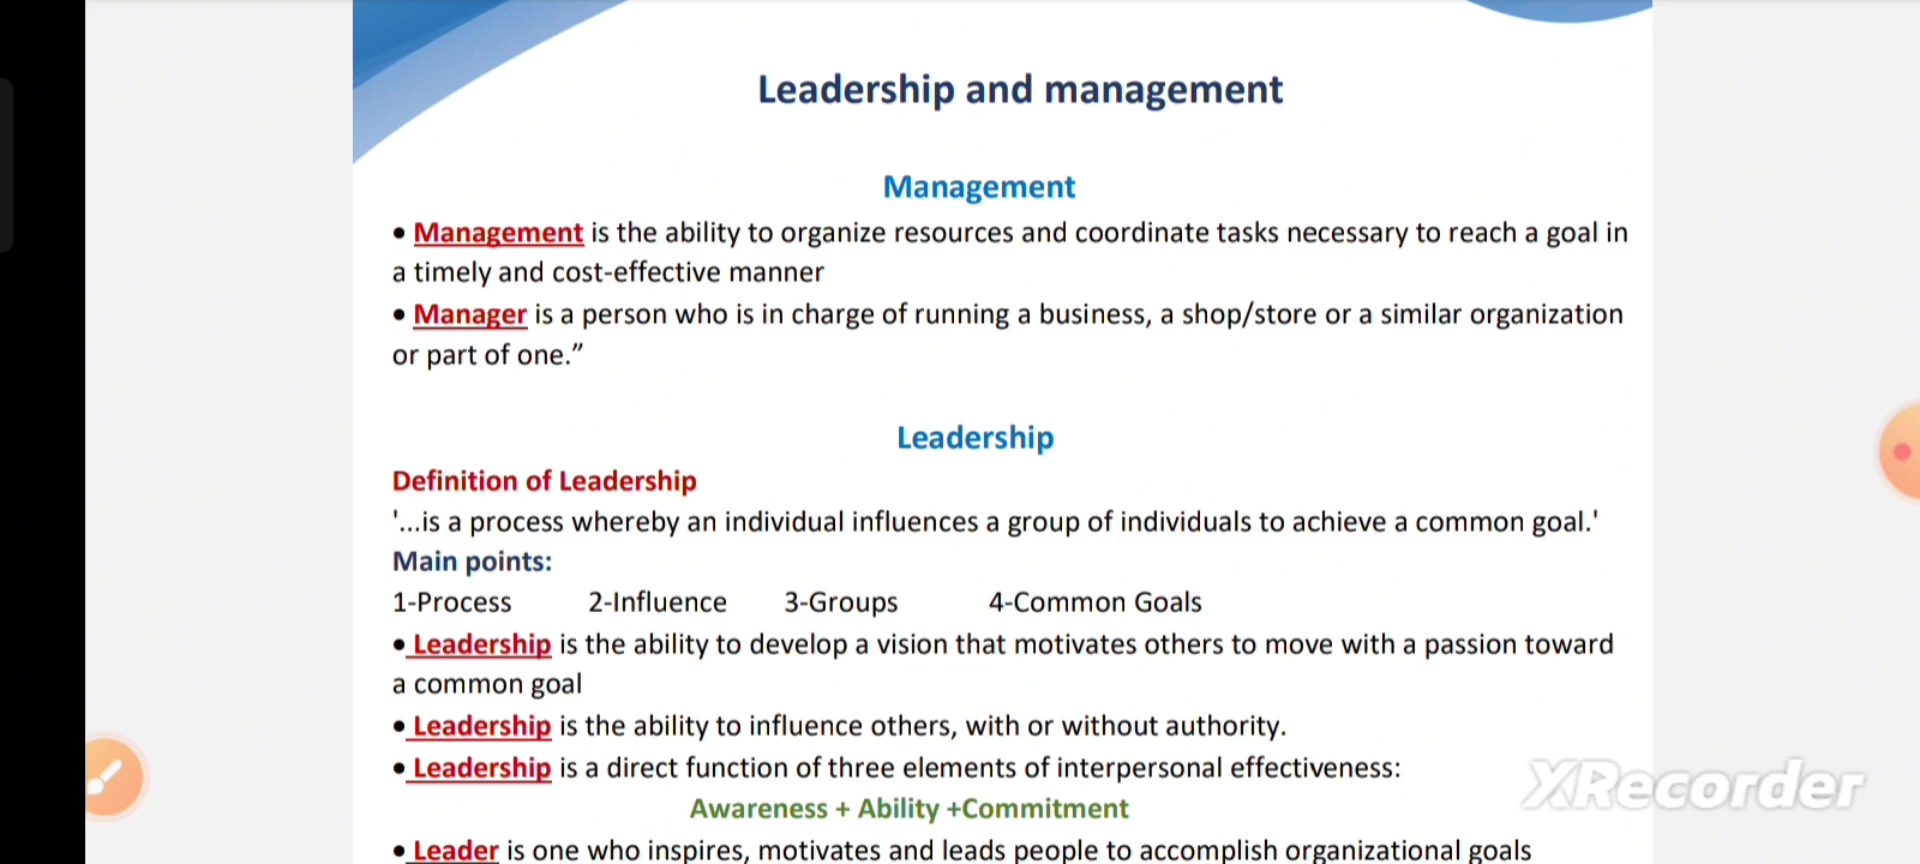 Leadership and management
Management
• Management is the ability to organize resources and coordinate tasks necessary to reach a goal in
a timely and cost-effective manner
• Manager is a person who is in charge of running a business, a shop/store or a similar organization
or part of one.”
Leadership
Definition of Leadership
'...is a process whereby an individual influences a group of individuals to achieve a common goal.'
Main points:
1-Process 2-Influence 3-Groups 4-Common Goals
• Leadership is the ability to develop a vision that motivates others to move with a passion toward
a common goal
• Leadership is the ability to influence others, with or without authority.
• Leadership is a direct function of three elements of interpersonal effectiveness:
Awareness + Ability +Commitment
• Leader is one who inspires, motivates and leads people to accomplish organizational goals
XRecorder